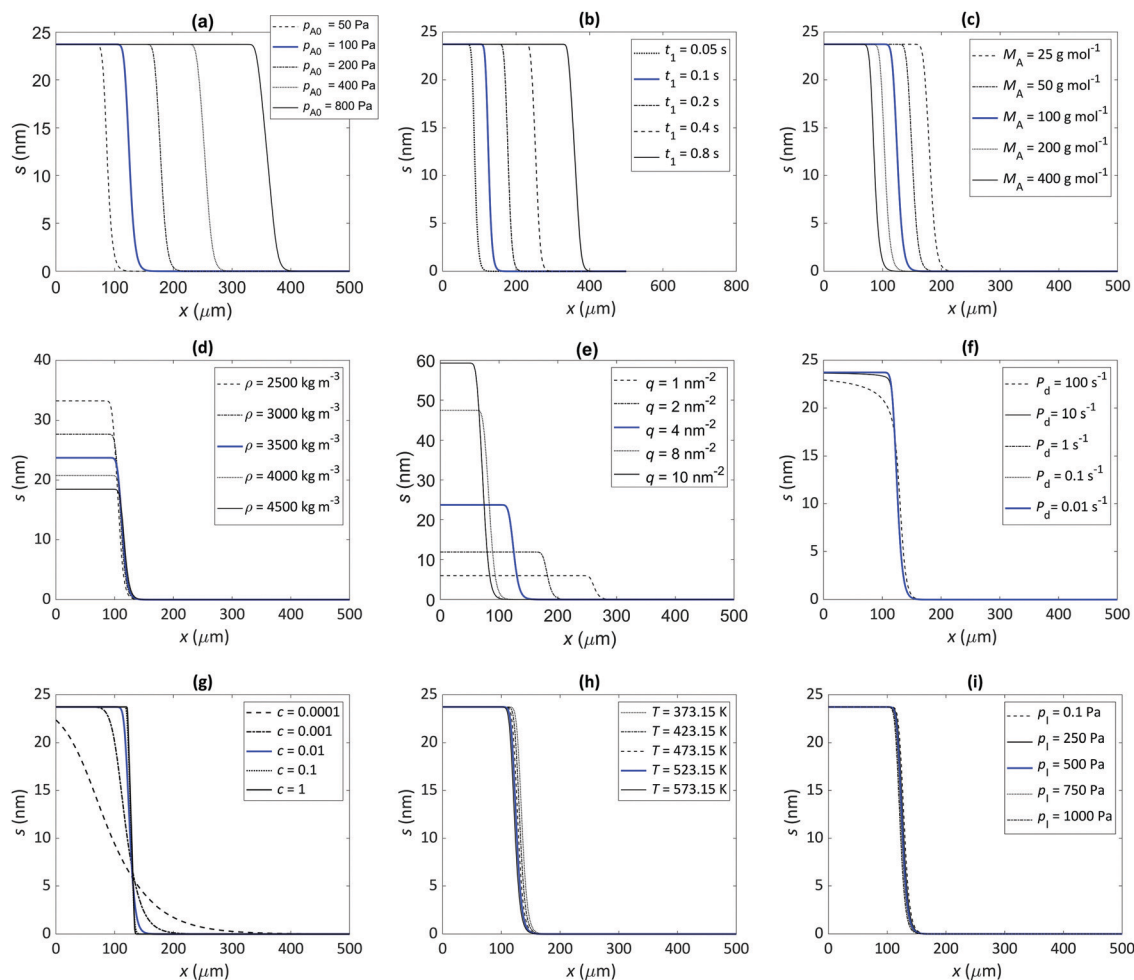 (a)
25
20
15
10
5
0
s (nm)
0 100 200 300 400 500
x (μm)
p_A0 = 50 Pa
p_A0 = 100 Pa
p_A0 = 200 Pa
p_A0 = 400 Pa
p_A0 = 800 Pa
(b)
25
20
15
10
5
0
s (nm)
0 200 400 600 800
x (μm)
t_1 = 0.05 s
t_1 = 0.1 s
t_1 = 0.2 s
t_1 = 0.4 s
t_1 = 0.8 s
(c)
25
20
15
10
5
0
s (nm)
0 100 200 300 400 500
x (μm)
M_A = 25 g mol⁻¹
M_A = 50 g mol⁻¹
M_A = 100 g mol⁻¹
M_A = 200 g mol⁻¹
M_A = 400 g mol⁻¹
(d)
40
30
20
10
0
s (nm)
0 100 200 300 400 500
x (μm)
ρ = 2500 kg m⁻³
ρ = 3000 kg m⁻³
ρ = 3500 kg m⁻³
ρ = 4000 kg m⁻³
ρ = 4500 kg m⁻³
(e)
60
50
40
30
20
10
0
s (nm)
0 100 200 300 400 500
x (μm)
q = 1 nm⁻²
q = 2 nm⁻²
q = 4 nm⁻²
q = 8 nm⁻²
q = 10 nm⁻²
(f)
25
20
15
10
5
0
s (nm)
0 100 200 300 400 500
x (μm)
P_d = 100 s⁻¹
P_d = 10 s⁻¹
P_d = 1 s⁻¹
P_d = 0.1 s⁻¹
P_d = 0.01 s⁻¹
(g)
25
20
15
10
5
0
s (nm)
0 100 200 300 400 500
x (μm)
c = 0.0001
c = 0.001
c = 0.01
c = 0.1
c = 1
(h)
25
20
15
10
5
0
s (nm)
0 100 200 300 400 500
x (μm)
T = 373.15 K
T = 423.15 K
T = 473.15 K
T = 523.15 K
T = 573.15 K
(i)
25
20
15
10
5
0
s (nm)
0 100 200 300 400 500
x (μm)
p_I = 0.1 Pa
p_I = 250 Pa
p_I = 500 Pa
p_I = 750 Pa
p_I = 1000 Pa